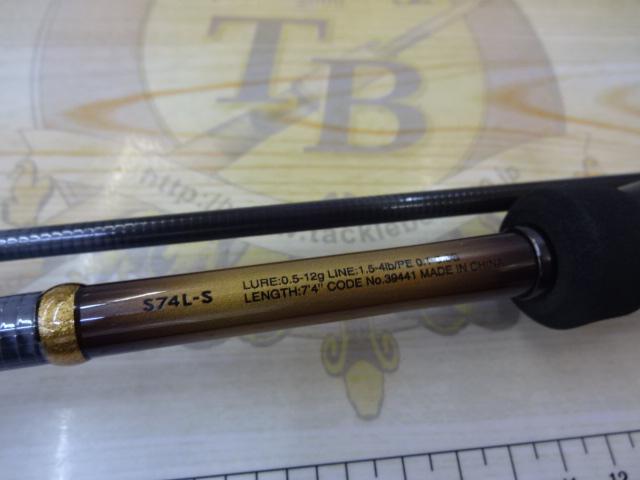 TB
S74L-S
LURE:0.5-12g LINE:1.5-4lb/PE
LENGTH:7'4" CODE No.39441 MADE IN CHINA
12